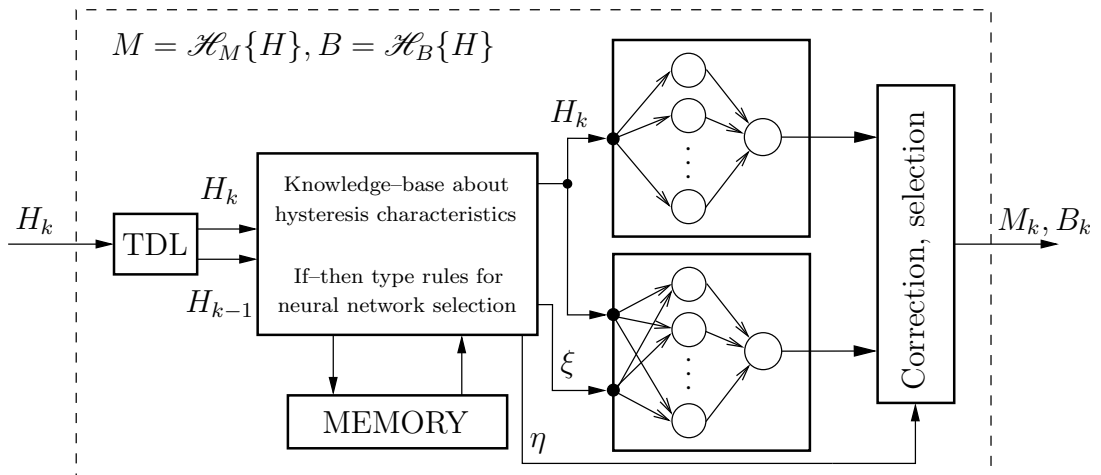 M = ℋ_M{H}, B = ℋ_B{H}
H_k
TDL
H_k
H_{k−1}
Knowledge–base about
hysteresis characteristics
If–then type rules for
neural network selection
MEMORY
H_k
ξ
η
Correction, selection
M_k, B_k